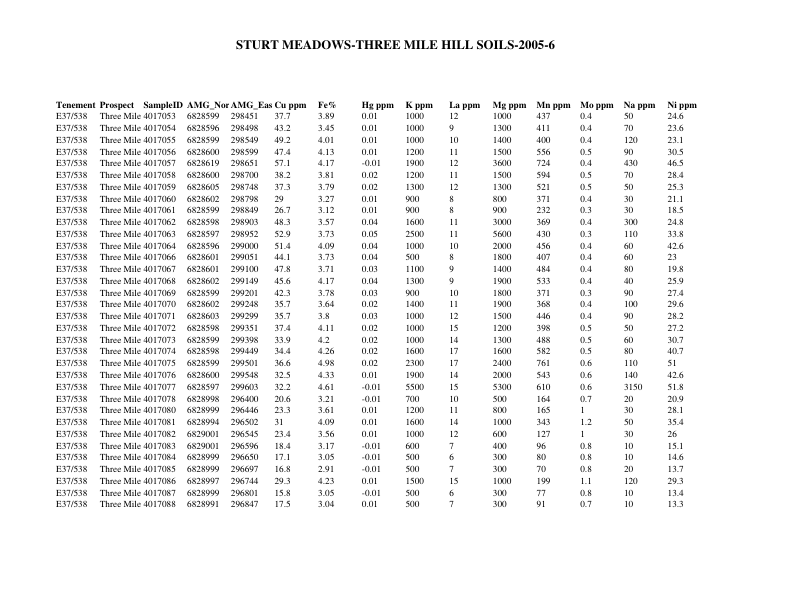 STURT MEADOWS-THREE MILE HILL SOILS-2005-6
Tenement Prospect SampleID AMG_Nor AMG_Eas Cu ppm Fe% Hg ppm K ppm La ppm Mg ppm Mn ppm Mo ppm Na ppm Ni ppm
E37/538 Three Mile 4017053 6828599 298451 37.7 3.89 0.01 1000 12 1000 437 0.4 50 24.6
E37/538 Three Mile 4017054 6828596 298498 43.2 3.45 0.01 1000 9 1300 411 0.4 70 23.6
E37/538 Three Mile 4017055 6828599 298549 49.2 4.01 0.01 1000 10 1400 400 0.4 120 23.1
E37/538 Three Mile 4017056 6828600 298599 47.4 4.13 0.01 1200 11 1500 556 0.5 90 30.5
E37/538 Three Mile 4017057 6828619 298651 57.1 4.17 -0.01 1900 12 3600 724 0.4 430 46.5
E37/538 Three Mile 4017058 6828600 298700 38.2 3.81 0.02 1200 11 1500 594 0.5 70 28.4
E37/538 Three Mile 4017059 6828605 298748 37.3 3.79 0.02 1300 12 1300 521 0.5 50 25.3
E37/538 Three Mile 4017060 6828602 298798 29 3.27 0.01 900 8 800 371 0.4 30 21.1
E37/538 Three Mile 4017061 6828599 298849 26.7 3.12 0.01 900 8 900 232 0.3 30 18.5
E37/538 Three Mile 4017062 6828598 298903 48.3 3.57 0.04 1600 11 3000 369 0.4 300 24.8
E37/538 Three Mile 4017063 6828597 298952 52.9 3.73 0.05 2500 11 5600 430 0.3 110 33.8
E37/538 Three Mile 4017064 6828596 299000 51.4 4.09 0.04 1000 10 2000 456 0.4 60 42.6
E37/538 Three Mile 4017066 6828601 299051 44.1 3.73 0.04 500 8 1800 407 0.4 60 23
E37/538 Three Mile 4017067 6828601 299100 47.8 3.71 0.03 1100 9 1400 484 0.4 80 19.8
E37/538 Three Mile 4017068 6828602 299149 45.6 4.17 0.04 1300 9 1900 533 0.4 40 25.9
E37/538 Three Mile 4017069 6828599 299201 42.3 3.78 0.03 900 10 1800 371 0.3 90 27.4
E37/538 Three Mile 4017070 6828602 299248 35.7 3.64 0.02 1400 11 1900 368 0.4 100 29.6
E37/538 Three Mile 4017071 6828603 299299 35.7 3.8 0.03 1000 12 1500 446 0.4 90 28.2
E37/538 Three Mile 4017072 6828598 299351 37.4 4.11 0.02 1000 15 1200 398 0.5 50 27.2
E37/538 Three Mile 4017073 6828599 299398 33.9 4.2 0.02 1000 14 1300 488 0.5 60 30.7
E37/538 Three Mile 4017074 6828598 299449 34.4 4.26 0.02 1600 17 1600 582 0.5 80 40.7
E37/538 Three Mile 4017075 6828599 299501 36.6 4.98 0.02 2300 17 2400 761 0.6 110 51
E37/538 Three Mile 4017076 6828600 299548 32.5 4.33 0.01 1900 14 2000 543 0.6 140 42.6
E37/538 Three Mile 4017077 6828597 299603 32.2 4.61 -0.01 5500 15 5300 610 0.6 3150 51.8
E37/538 Three Mile 4017078 6828998 296400 20.6 3.21 -0.01 700 10 500 164 0.7 20 20.9
E37/538 Three Mile 4017080 6828999 296446 23.3 3.61 0.01 1200 11 800 165 1 30 28.1
E37/538 Three Mile 4017081 6828994 296502 31 4.09 0.01 1600 14 1000 343 1.2 50 35.4
E37/538 Three Mile 4017082 6829001 296545 23.4 3.56 0.01 1000 12 600 127 1 30 26
E37/538 Three Mile 4017083 6829001 296596 18.4 3.17 -0.01 600 7 400 96 0.8 10 15.1
E37/538 Three Mile 4017084 6828999 296650 17.1 3.05 -0.01 500 6 300 80 0.8 10 14.6
E37/538 Three Mile 4017085 6828999 296697 16.8 2.91 -0.01 500 7 300 70 0.8 20 13.7
E37/538 Three Mile 4017086 6828997 296744 29.3 4.23 0.01 1500 15 1000 199 1.1 120 29.3
E37/538 Three Mile 4017087 6828999 296801 15.8 3.05 -0.01 500 6 300 77 0.8 10 13.4
E37/538 Three Mile 4017088 6828991 296847 17.5 3.04 0.01 500 7 300 91 0.7 10 13.3